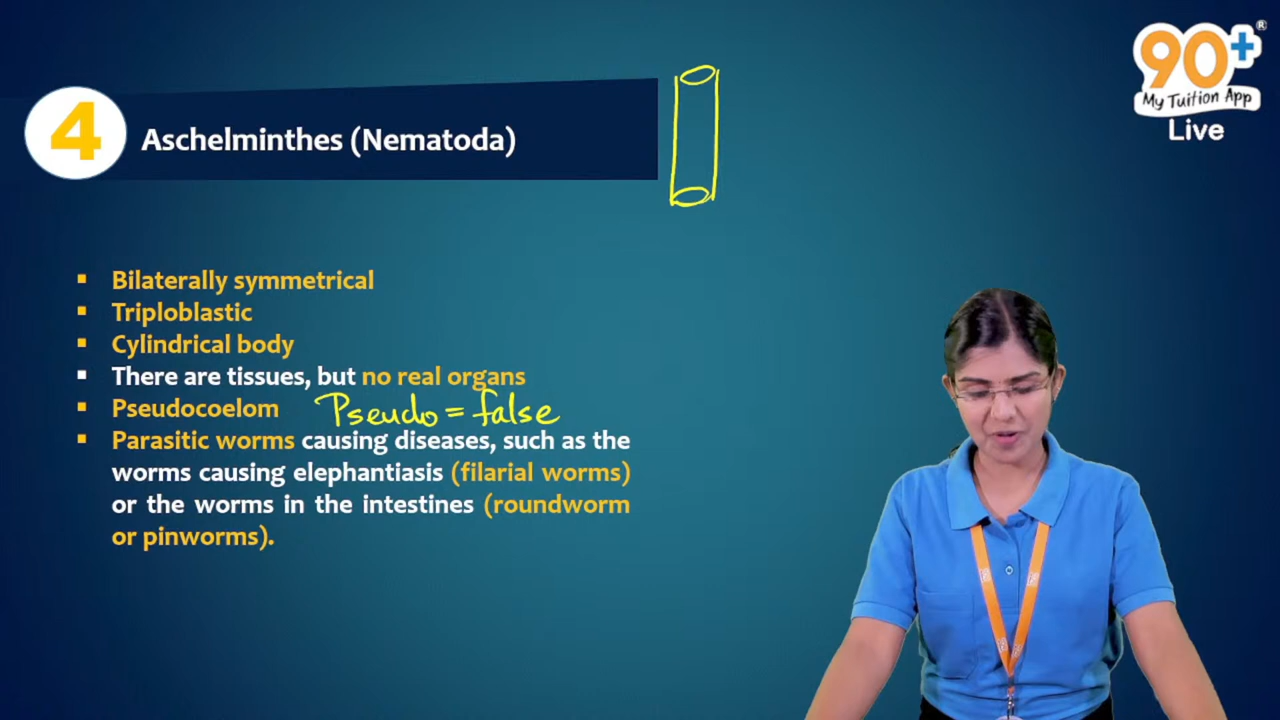 90+
®
My Tuition App
Live
4
Aschelminthes (Nematoda)
▪ Bilaterally symmetrical
▪ Triploblastic
▪ Cylindrical body
▪ There are tissues, but no real organs
▪ Pseudocoelom Pseudo = false
▪ Parasitic worms causing diseases, such as the
worms causing elephantiasis (filarial worms)
or the worms in the intestines (roundworm
or pinworms).